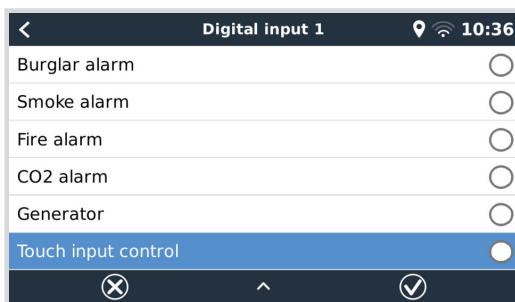 Digital input 1
10:36
Burglar alarm
Smoke alarm
Fire alarm
CO2 alarm
Generator
Touch input control